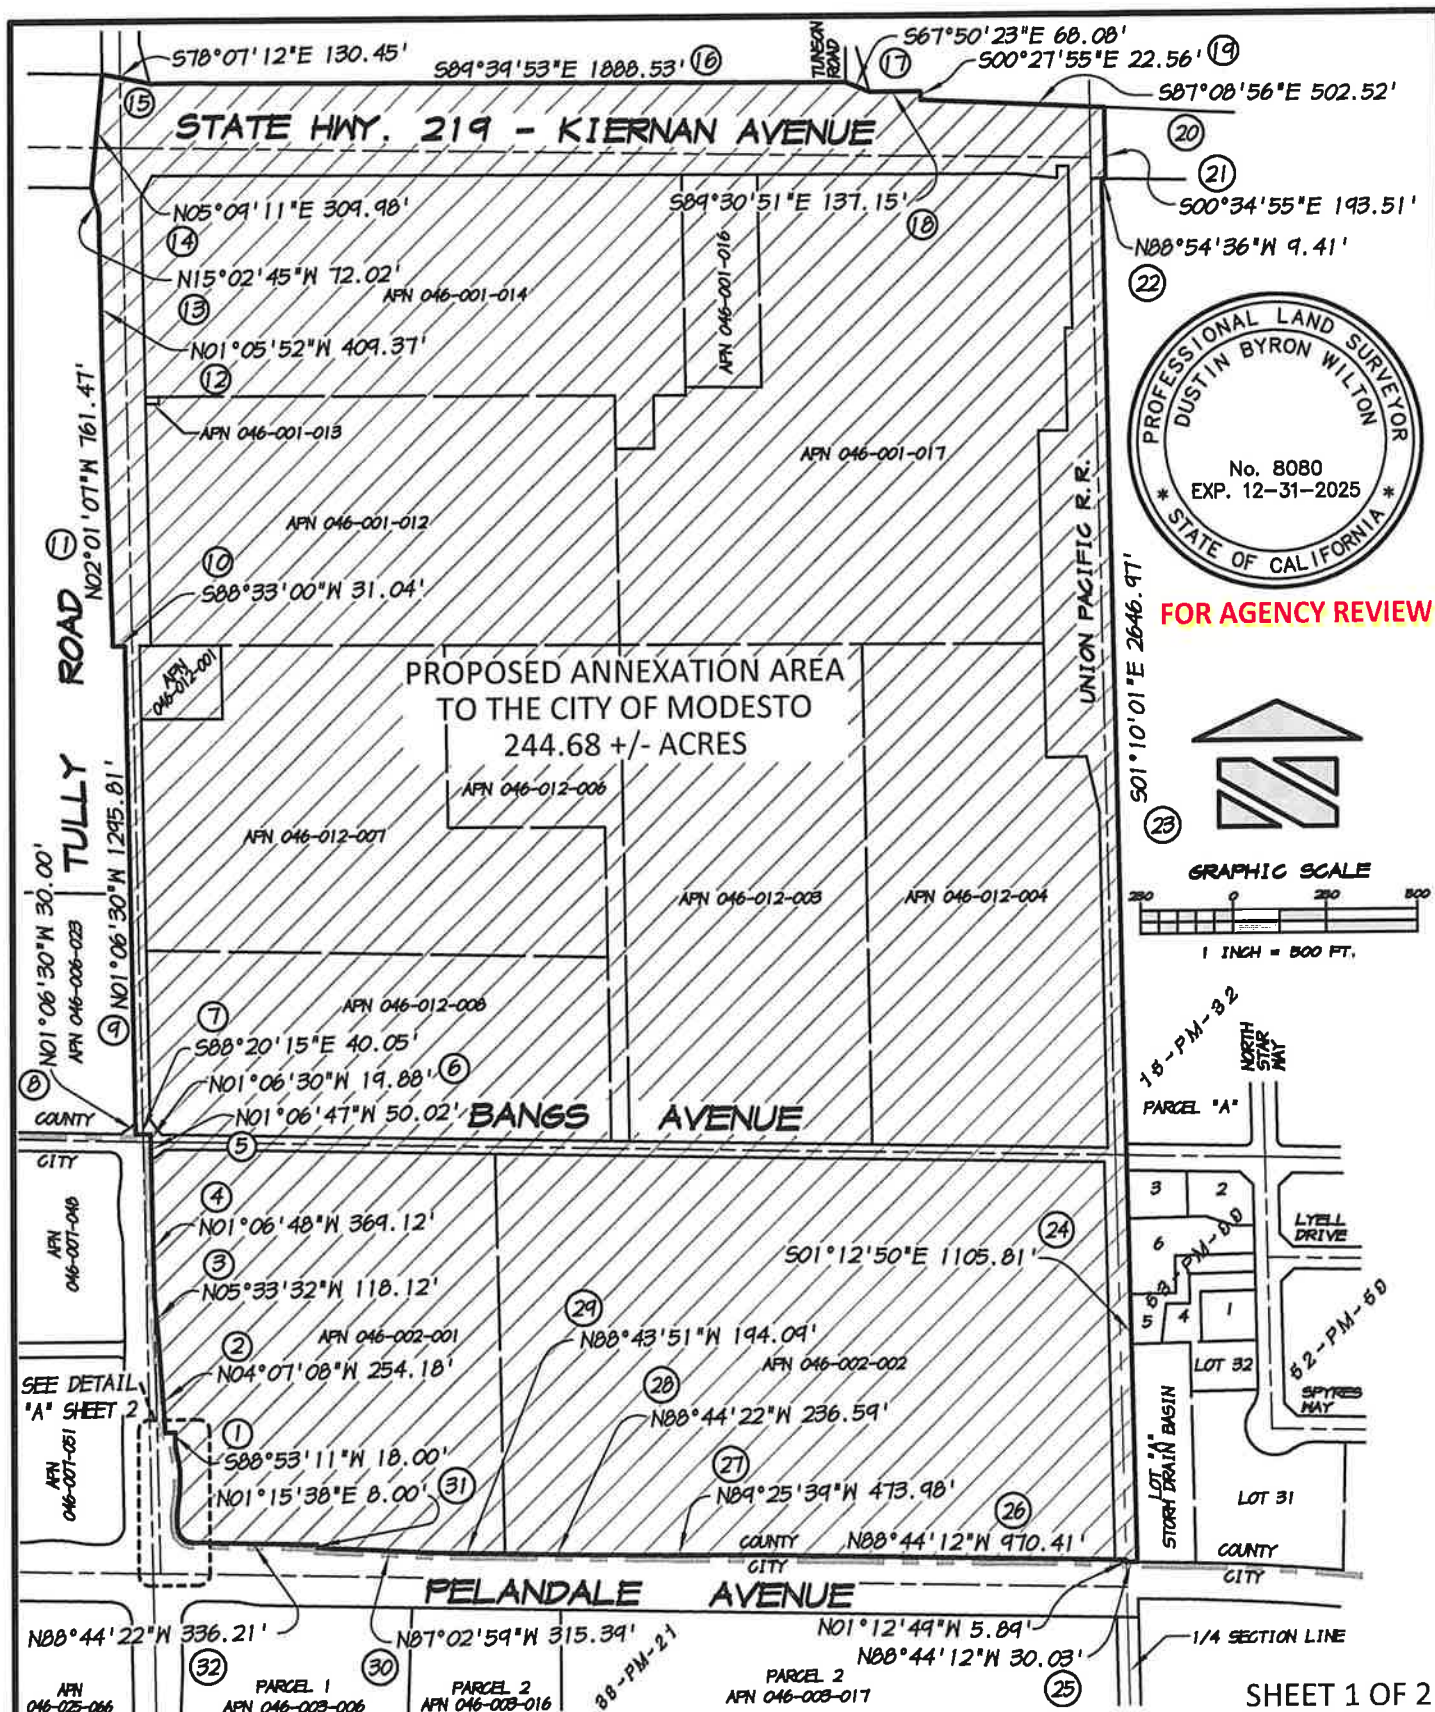 S78°07'12"E 130.45'
S89°39'53"E 1888.53' 16
TUNSON
ROAD
S67°50'23"E 68.08'
17
S00°27'55"E 22.56' 19
S87°08'56"E 502.52'
15
20
STATE HWY. 219 - KIERNAN AVENUE
21
S00°34'55"E 193.51'
N05°09'11"E 309.98'
14
S89°30'51"E 137.15'
18
N88°54'36"W 9.41'
22
N15°02'45"W 72.02'
13
APN 046-001-014
APN 046-001-016
N01°05'52"W 409.37'
12
APN 046-001-013
N02°01'07"W 761.47'
11
APN 046-001-017
APN 046-001-012
10
S88°33'00"W 31.04'
PROFESSIONAL LAND SURVEYOR
DUSTIN BYRON WILTON
No. 8080
EXP. 12-31-2025
* STATE OF CALIFORNIA *
FOR AGENCY REVIEW
UNION PACIFIC R.R.
S01°10'01"E 2646.97'
23
TULLY ROAD
APN
046-012-001
PROPOSED ANNEXATION AREA
TO THE CITY OF MODESTO
244.68 +/- ACRES
APN 046-012-006
APN 046-012-007
APN 046-012-003
APN 046-012-004
GRAPHIC SCALE
250 0 250 500
1 INCH = 500 FT.
N01°06'30"W 1295.81'
9
N01°06'30"W 30.00'
8
APN 046-006-023
APN 046-012-008
7
S88°20'15"E 40.05'
N01°06'30"W 19.88' 6
N01°06'47"W 50.02'
5
BANGS AVENUE
COUNTY
CITY
18-PM-32
NORTH
STAR
WAY
PARCEL "A"
3
2
6
5
4
1
LYELL
DRIVE
LOT 32
52-PM-50
SPYRES
WAY
APN
046-007-048
4
N01°06'48"W 369.12'
3
N05°33'32"W 118.12'
24
S01°12'50"E 1105.81'
29
N88°43'51"W 194.09'
APN 046-002-001
APN 046-002-002
2
N04°07'08"W 254.18'
28
N88°44'22"W 236.59'
SEE DETAIL
"A" SHEET 2
APN
046-007-051
1
S88°53'11"W 18.00'
N01°15'38"E 8.00'
31
27
N89°25'39"W 473.98'
26
N88°44'12"W 970.41'
LOT "A"
STORM DRAIN BASIN
LOT 31
COUNTY
CITY
COUNTY
CITY
PELANDALE AVENUE
N88°44'22"W 336.21'
32
N87°02'59"W 315.39'
30
N01°12'49"W 5.89'
N88°44'12"W 30.03'
25
1/4 SECTION LINE
APN
046-025-066
PARCEL 1
APN 046-003-006
PARCEL 2
APN 046-003-016
38-PM-21
PARCEL 2
APN 046-003-017
SHEET 1 OF 2